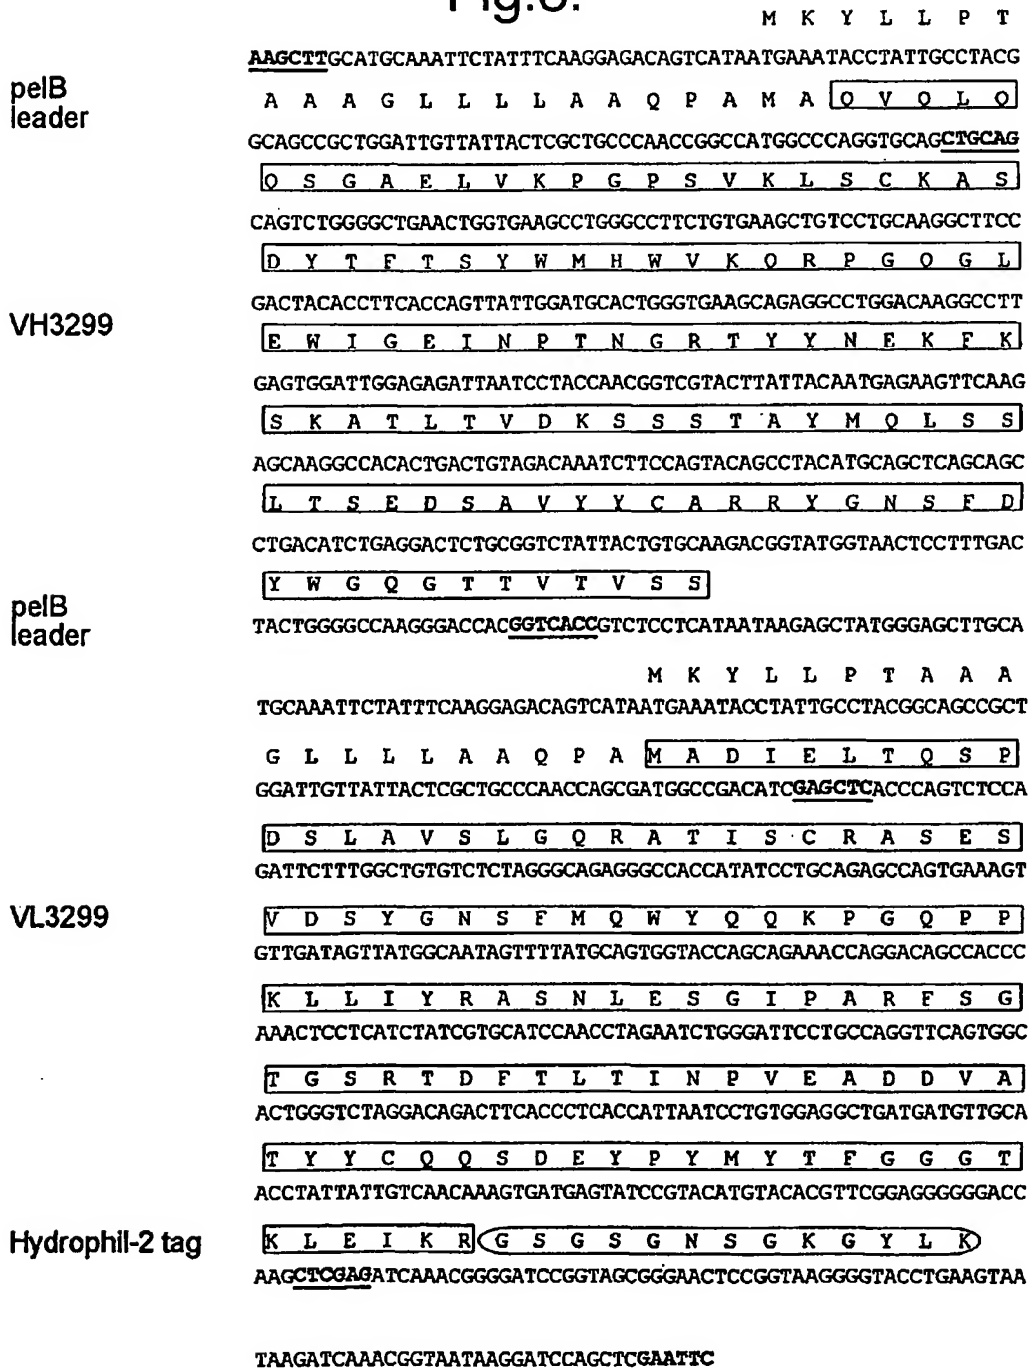 Fig.8.
M K Y L L P T
AAGCTTGCATGCAAATTCTATTTCAAGGAGACAGTCATAATGAAATACCTATTGCCTACG
pelB
leader
A A A G L L L L A A Q P A M A Q V Q L Q
GCAGCCGCTGGATTGTTATTACTCGCTGCCCAACCGGCCATGGCCCAGGTGCAGCTGCAG
Q S G A E L V K P G P S V K L S C K A S
CAGTCTGGGGCTGAACTGGTGAAGCCTGGGCCTTCTGTGAAGCTGTCCTGCAAGGCTTCC
D Y T F T S Y W M H W V K Q R P G Q G L
GACTACACCTTCACCAGTTATTGGATGCACTGGGTGAAGCAGAGGCCTGGACAAGGCCTT
VH3299
E W I G E I N P T N G R T Y Y N E K F K
GAGTGGATTGGAGAGATTAATCCTACCAACGGTCGTACTTATTACAATGAGAAGTTCAAG
S K A T L T V D K S S S T A Y M Q L S S
AGCAAGGCCACACTGACTGTAGACAAATCTTCCAGTACAGCCTACATGCAGCTCAGCAGC
L T S E D S A V Y Y C A R R Y G N S F D
CTGACATCTGAGGACTCTGCGGTCTATTACTGTGCAAGACGGTATGGTAACTCCTTTGAC
Y W G Q G T T V T V S S
pelB
leader
TACTGGGGCCAAGGGACCACGGTCACCGTCTCCTCATAATAAGAGCTATGGGAGCTTGCA
M K Y L L P T A A A
TGCAAATTCTATTTCAAGGAGACAGTCATAATGAAATACCTATTGCCTACGGCAGCCGCT
G L L L L A A Q P A M A D I E L T Q S P
GGATTGTTATTACTCGCTGCCCAACCAGCGATGGCCGACATCGAGCTCACCCAGTCTCCA
D S L A V S L G Q R A T I S C R A S E S
GATTCTTTGGCTGTGTCTCTAGGGCAGAGGGCCACCATATCCTGCAGAGCCAGTGAAAGT
VL3299
V D S Y G N S F M Q W Y Q Q K P G Q P P
GTTGATAGTTATGGCAATAGTTTTATGCAGTGGTACCAGCAGAAACCAGGACAGCCACCC
K L L I Y R A S N L E S G I P A R F S G
AAACTCCTCATCTATCGTGCATCCAACCTAGAATCTGGGATTCCTGCCAGGTTCAGTGGC
T G S R T D F T L T I N P V E A D D V A
ACTGGGTCTAGGACAGACTTCACCCTCACCATTAATCCTGTGGAGGCTGATGATGTTGCA
T Y Y C Q Q S D E Y P Y M Y T F G G G T
ACCTATTATTGTCAACAAAGTGATGAGTATCCGTACATGTACACGTTCGGAGGGGGGACC
Hydrophil-2 tag
K L E I K R G S G S G N S G K G Y L K
AAGCTCGAGATCAAACGGGGATCCGGTAGCGGGAACTCCGGTAAGGGGTACCTGAAGTAA
TAAGATCAAACGGTAATAAGGATCCAGCTCGAATTC